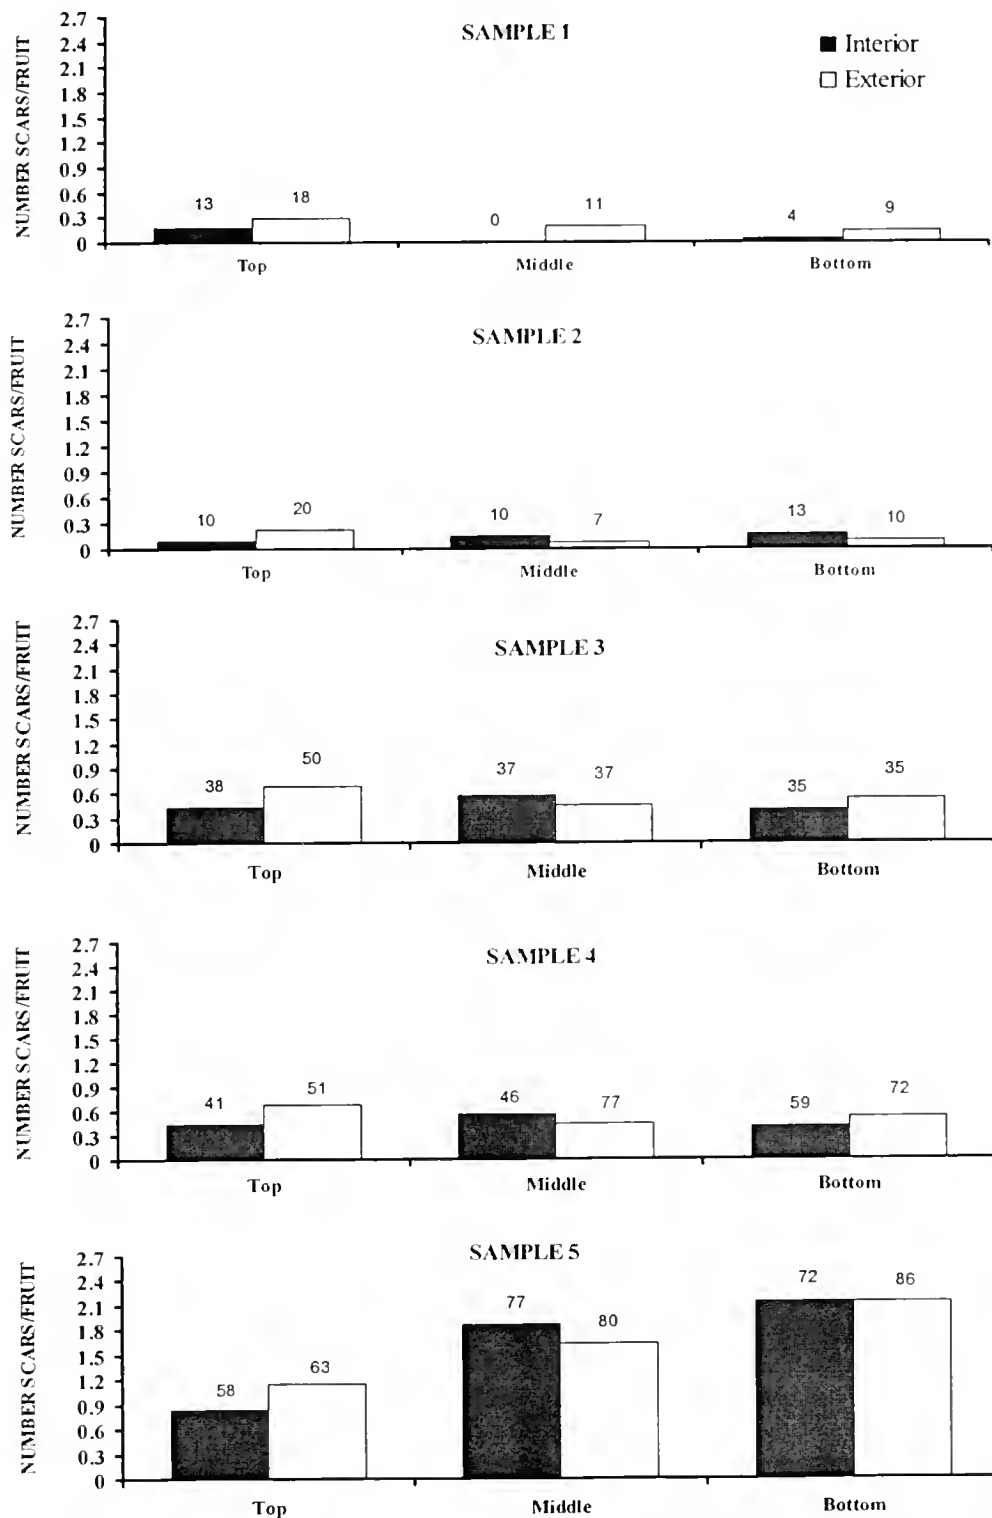 SAMPLE 1
Interior
Exterior
NUMBER SCARS/FRUIT
2.7
2.4
2.1
1.8
1.5
1.2
0.9
0.6
0.3
0
13 18 0 11 4 9
Top Middle Bottom
SAMPLE 2
NUMBER SCARS/FRUIT
2.7
2.4
2.1
1.8
1.5
1.2
0.9
0.6
0.3
0
10 20 10 7 13 10
Top Middle Bottom
SAMPLE 3
NUMBER SCARS/FRUIT
2.7
2.4
2.1
1.8
1.5
1.2
0.9
0.6
0.3
0
38 50 37 37 35 35
Top Middle Bottom
SAMPLE 4
NUMBER SCARS/FRUIT
2.7
2.4
2.1
1.8
1.5
1.2
0.9
0.6
0.3
0
41 51 46 77 59 72
Top Middle Bottom
SAMPLE 5
NUMBER SCARS/FRUIT
2.7
2.4
2.1
1.8
1.5
1.2
0.9
0.6
0.3
0
58 63 77 80 72 86
Top Middle Bottom